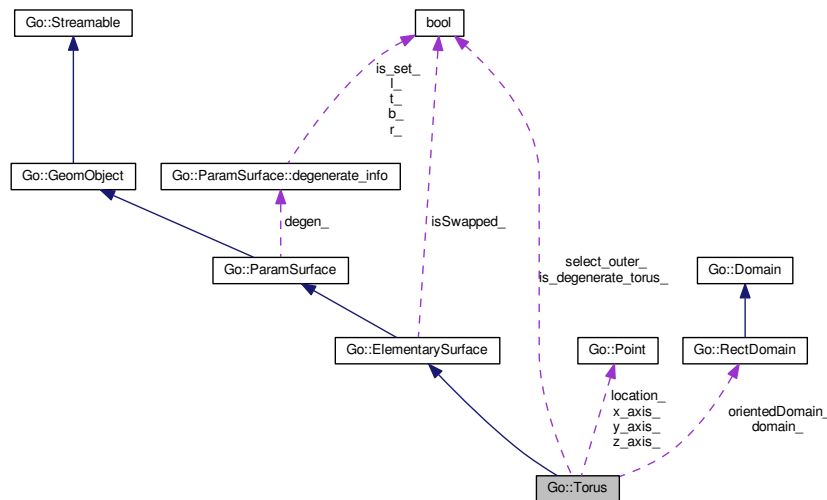 Go::Streamable
bool
is_set_
l_
t_
b_
r_
Go::GeomObject
Go::ParamSurface::degenerate_info
degen_
isSwapped_
select_outer_
is_degenerate_torus_
Go::ParamSurface
Go::Domain
Go::ElementarySurface
Go::Point
Go::RectDomain
location_
x_axis_
y_axis_
z_axis_
orientedDomain_
domain_
Go::Torus